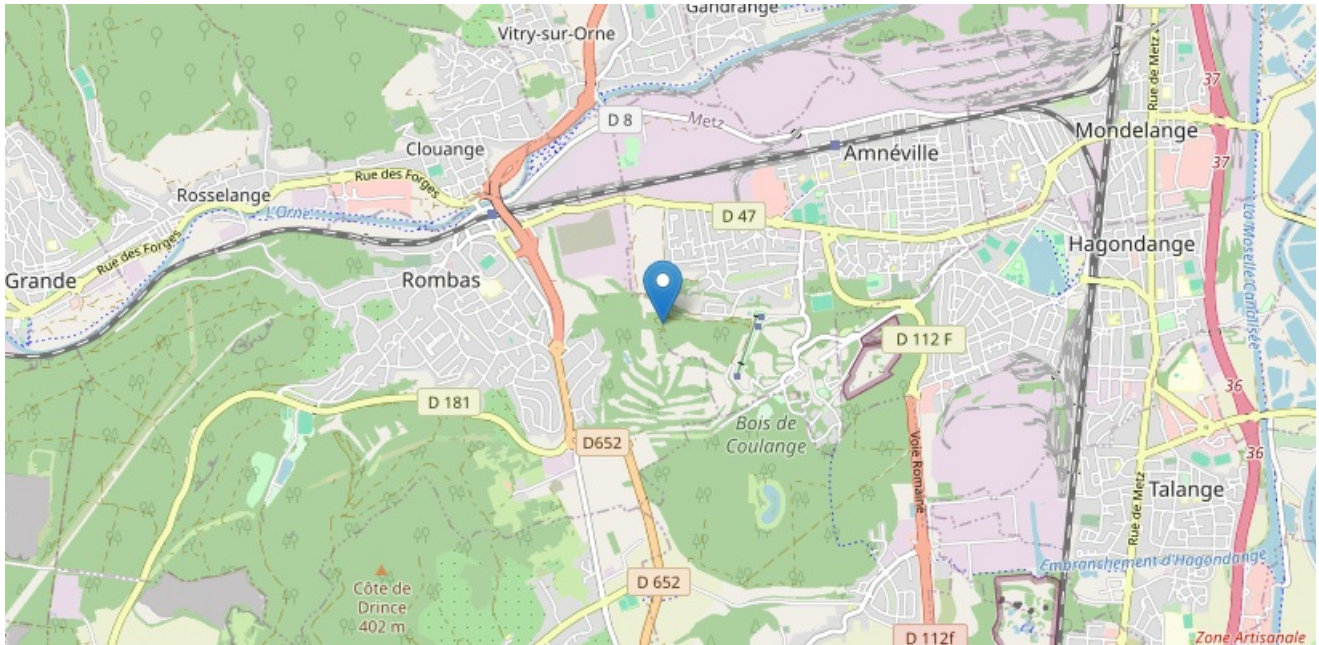 Gandrange
Vitry-sur-Orne
37
Rue de Metz
D 8
Metz
Mondelange
Clouange
Amnéville
37
Rue des Forges
Rosselange
L'Orne
La Moselle Canalisée
D 47
Rue des Forges
Hagondange
Grande
Rombas
D 112 F
36
D 181
Bois de
Coulange
D652
Voie Romaine
36
Talange
Rue de Metz
Embranchement d'Hagondange
Côte de
Drince
402 m
D 652
D 112f
Zone Artisanale